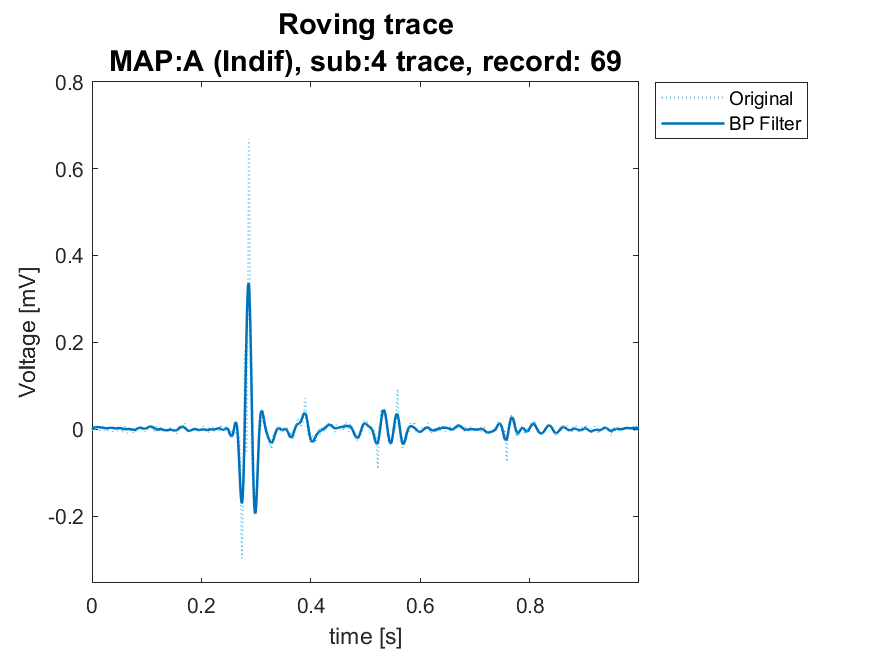 Roving trace
MAP:A (Indif), sub:4 trace, record: 69
Original
BP Filter
0.8
0.6
0.4
0.2
0
-0.2
Voltage [mV]
0
0.2
0.4
0.6
0.8
time [s]